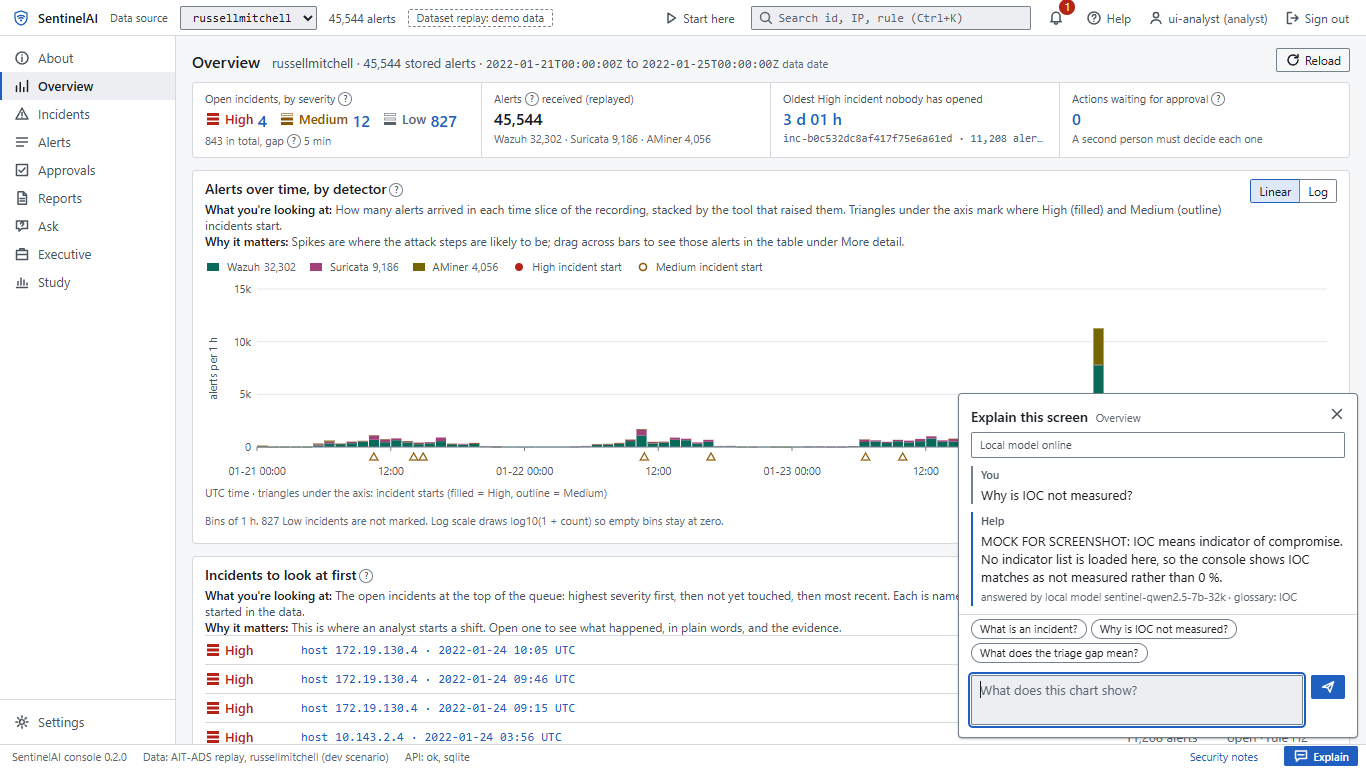 SentinelAI
Data source
russellmitchell
45,544 alerts
Dataset replay: demo data
Start here
Search id, IP, rule (Ctrl+K)
1
Help
ui-analyst (analyst)
Sign out
About
Overview
Incidents
Alerts
Approvals
Reports
Ask
Executive
Study
Settings
Overview russellmitchell · 45,544 stored alerts · 2022-01-21T00:00:00Z to 2022-01-25T00:00:00Z data date
Reload
Open incidents, by severity ?
High 4 Medium 12 Low 827
843 in total, gap ? 5 min
Alerts ? received (replayed)
45,544
Wazuh 32,302 · Suricata 9,186 · AMiner 4,056
Oldest High incident nobody has opened
3 d 01 h
inc-b0c532dc8af417f75e6a61ed · 11,208 aler…
Actions waiting for approval ?
0
A second person must decide each one
Alerts over time, by detector ?
Linear Log
What you're looking at: How many alerts arrived in each time slice of the recording, stacked by the tool that raised them. Triangles under the axis mark where High (filled) and Medium (outline)
incidents start.
Why it matters: Spikes are where the attack steps are likely to be; drag across bars to see those alerts in the table under More detail.
Wazuh 32,302 Suricata 9,186 AMiner 4,056 High incident start Medium incident start
15k
10k
5k
0
alerts per 1 h
01-21 00:00 12:00 01-22 00:00 12:00 01-23 00:00 12:00
UTC time · triangles under the axis: incident starts (filled = High, outline = Medium)
Bins of 1 h. 827 Low incidents are not marked. Log scale draws log10(1 + count) so empty bins stay at zero.
Incidents to look at first ?
What you're looking at: The open incidents at the top of the queue: highest severity first, then not yet touched, then most recent. Each is name
started in the data.
Why it matters: This is where an analyst starts a shift. Open one to see what happened, in plain words, and the evidence.
High host 172.19.130.4 · 2022-01-24 10:05 UTC
High host 172.19.130.4 · 2022-01-24 09:46 UTC
High host 172.19.130.4 · 2022-01-24 09:15 UTC
High host 10.143.2.4 · 2022-01-24 03:56 UTC
Explain this screen Overview
Local model online
You
Why is IOC not measured?
Help
MOCK FOR SCREENSHOT: IOC means indicator of compromise.
No indicator list is loaded here, so the console shows IOC
matches as not measured rather than 0 %.
answered by local model sentinel-qwen2.5-7b-32k · glossary: IOC
What is an incident? Why is IOC not measured?
What does the triage gap mean?
What does this chart show?
11,208 alerts
SentinelAI console 0.2.0 Data: AIT-ADS replay, russellmitchell (dev scenario) API: ok, sqlite
Security notes
Explain